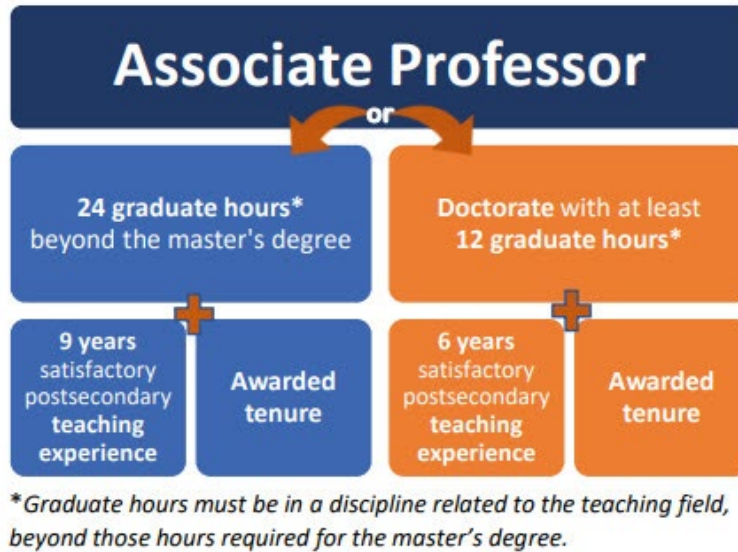 Associate Professor
or
24 graduate hours*
beyond the master's degree
Doctorate with at least
12 graduate hours*
9 years
satisfactory
postsecondary
teaching
experience
Awarded
tenure
6 years
satisfactory
postsecondary
teaching
experience
Awarded
tenure
*Graduate hours must be in a discipline related to the teaching field,
beyond those hours required for the master’s degree.